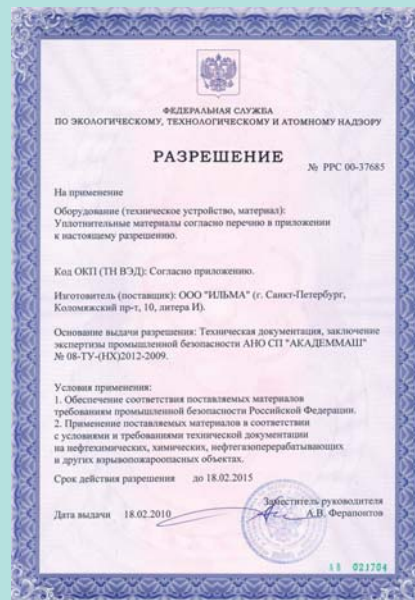 ФЕДЕРАЛЬНАЯ СЛУЖБА
ПО ЭКОЛОГИЧЕСКОМУ, ТЕХНОЛОГИЧЕСКОМУ И АТОМНОМУ НАДЗОРУ
РАЗРЕШЕНИЕ
№ РРС 00-37685
На применение
Оборудование (техническое устройство, материал):
Уплотнительные материалы согласно перечню в приложении
к настоящему разрешению.
Код ОКП (ТН ВЭД): Согласно приложению.
Изготовитель (поставщик): ООО "ИЛЬМА" (г. Санкт-Петербург,
Коломяжский пр-т, 10, литера И).
Основание выдачи разрешения: Техническая документация, заключение
экспертизы промышленной безопасности АНО СП "АКАДЕММАШ"
№ 08-ТУ-(НХ)2012-2009.
Условия применения:
1. Обеспечение соответствия поставляемых материалов
требованиям промышленной безопасности Российской Федерации.
2. Применение поставляемых материалов в соответствии
с условиями и требованиями технической документации
на нефтехимических, химических, нефтегазоперерабатывающих
и других взрывопожароопасных объектах.
Срок действия разрешения до 18.02.2015
Заместитель руководителя
Дата выдачи 18.02.2010 А.В. Ферапонтов
АВ 021704